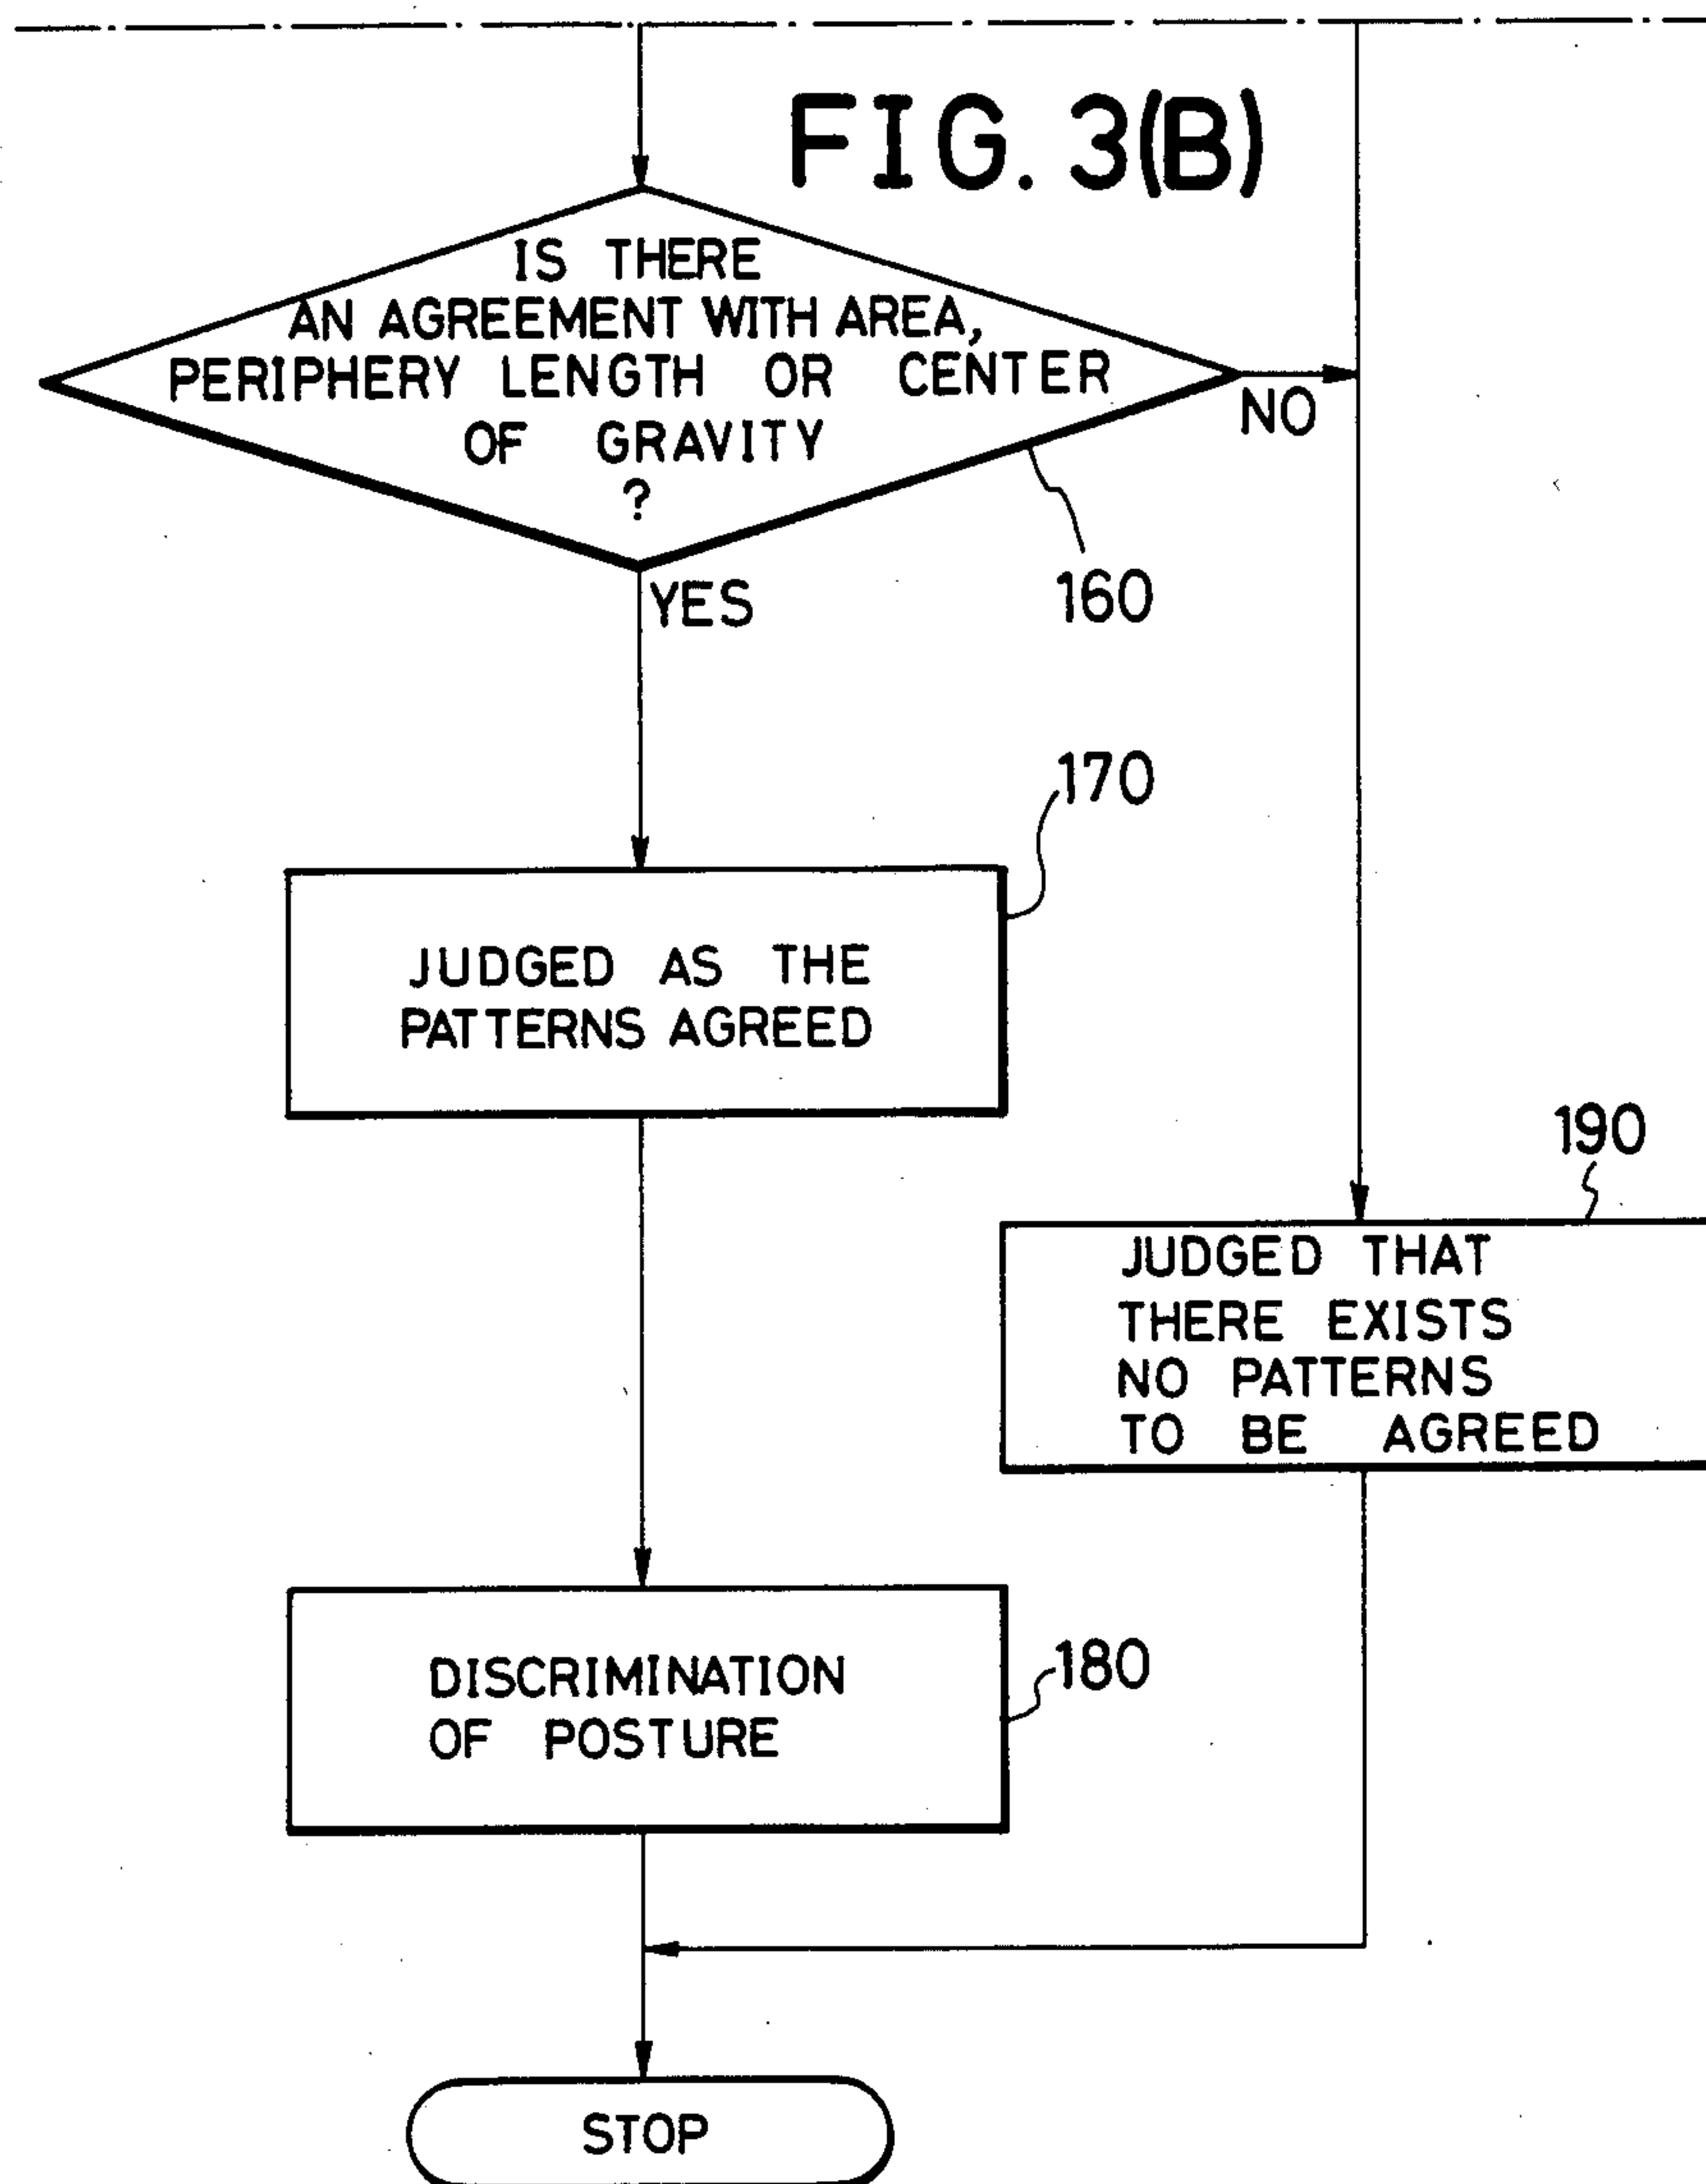 FIG. 3(B)
IS THERE
AN AGREEMENT WITH AREA,
PERIPHERY LENGTH OR CENTER
OF GRAVITY
?
NO
160
YES
170
JUDGED AS THE
PATTERNS AGREED
190
JUDGED THAT
THERE EXISTS
NO PATTERNS
TO BE AGREED
180
DISCRIMINATION
OF POSTURE
STOP